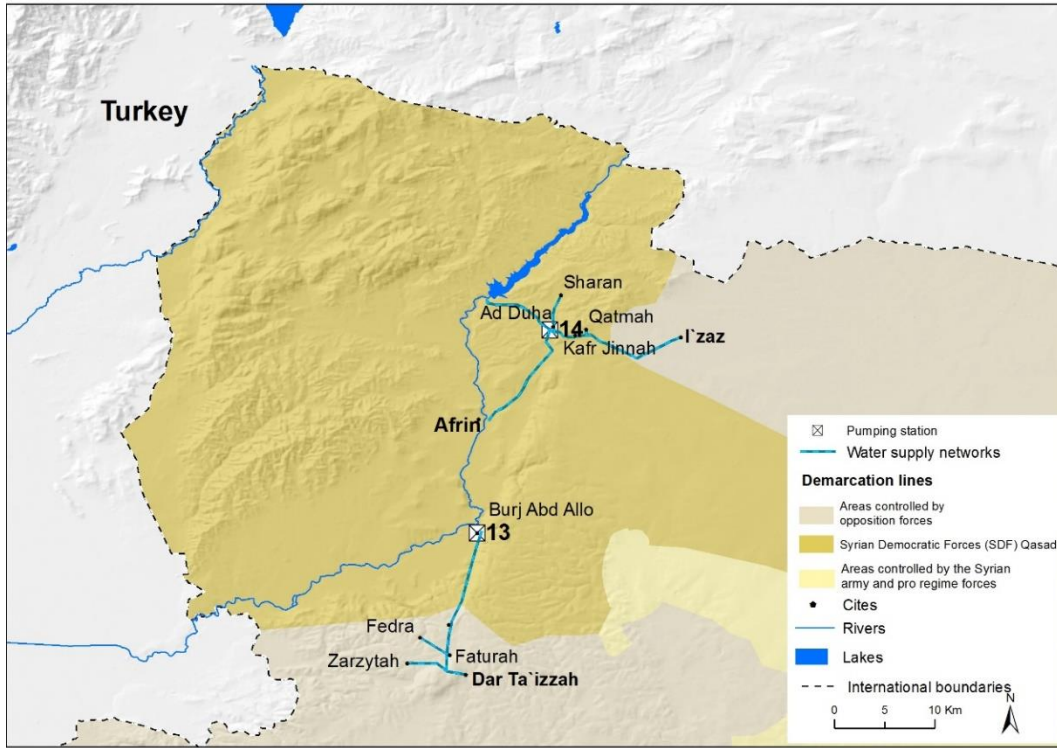 Turkey
Sharan
Ad Duha
Qatmah
14
I`zaz
Kafr Jinnah
Afrin
Burj Abd Allo
13
Fedra
Zarzytah
Faturah
Dar Ta`izzah
Pumping station
Water supply networks
Demarcation lines
Areas controlled by
opposition forces
Syrian Democratic Forces (SDF) Qasad
Areas controlled by the Syrian
army and pro regime forces
Cites
Rivers
Lakes
International boundaries
N
0 5 10 Km